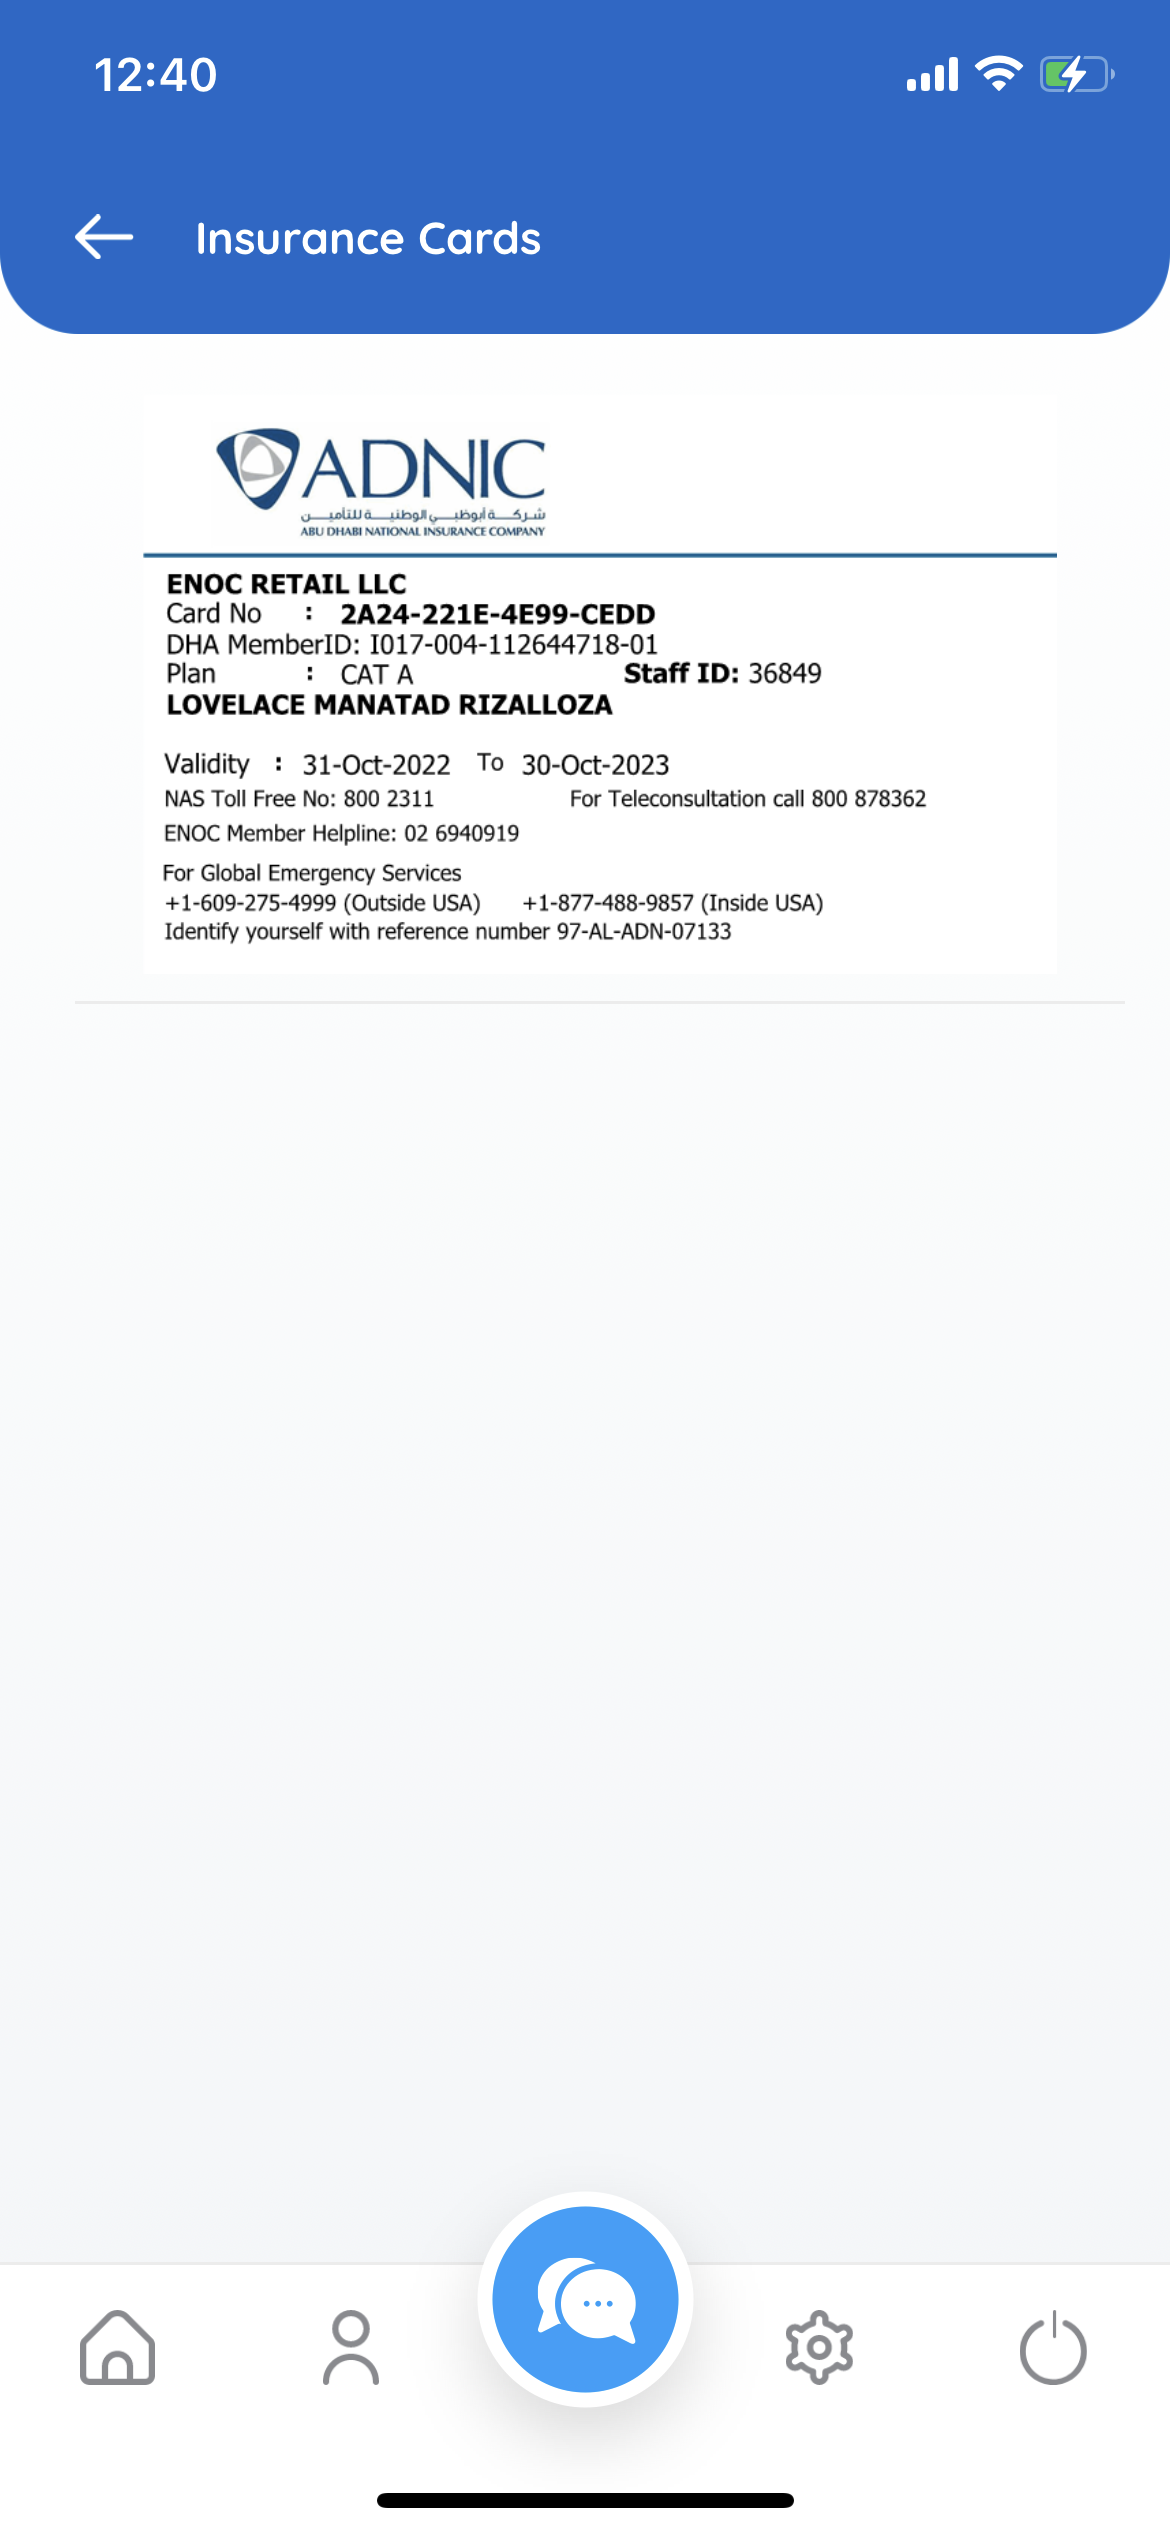 12:40
Insurance Cards
ADNIC
شركة أبوظبي الوطنية للتأمين
ABU DHABI NATIONAL INSURANCE COMPANY
ENOC RETAIL LLC
Card No : 2A24-221E-4E99-CEDD
DHA MemberID: I017-004-112644718-01
Plan : CAT A Staff ID: 36849
LOVELACE MANATAD RIZALLOZA
Validity : 31-Oct-2022 To 30-Oct-2023
NAS Toll Free No: 800 2311 For Teleconsultation call 800 878362
ENOC Member Helpline: 02 6940919
For Global Emergency Services
+1-609-275-4999 (Outside USA) +1-877-488-9857 (Inside USA)
Identify yourself with reference number 97-AL-ADN-07133